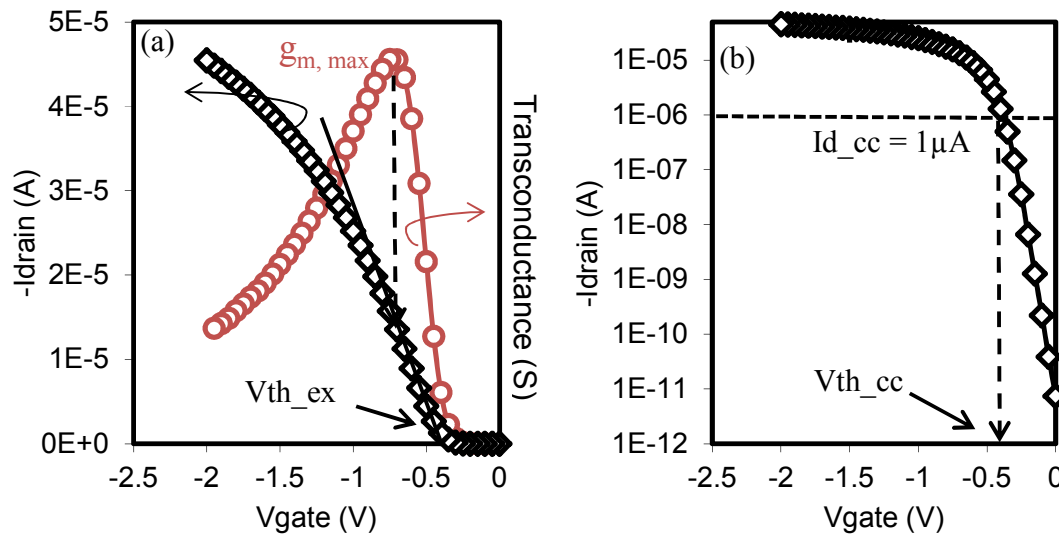 (a)
g_m, max
-Idrain (A)
5E-5
4E-5
3E-5
2E-5
1E-5
0E+0
Transconductance (S)
Vth_ex
-2.5 -2 -1.5 -1 -0.5 0
Vgate (V)
(b)
-Idrain (A)
1E-05
1E-06
1E-07
1E-08
1E-09
1E-10
1E-11
1E-12
Id_cc = 1µA
Vth_cc
-2.5 -2 -1.5 -1 -0.5 0
Vgate (V)